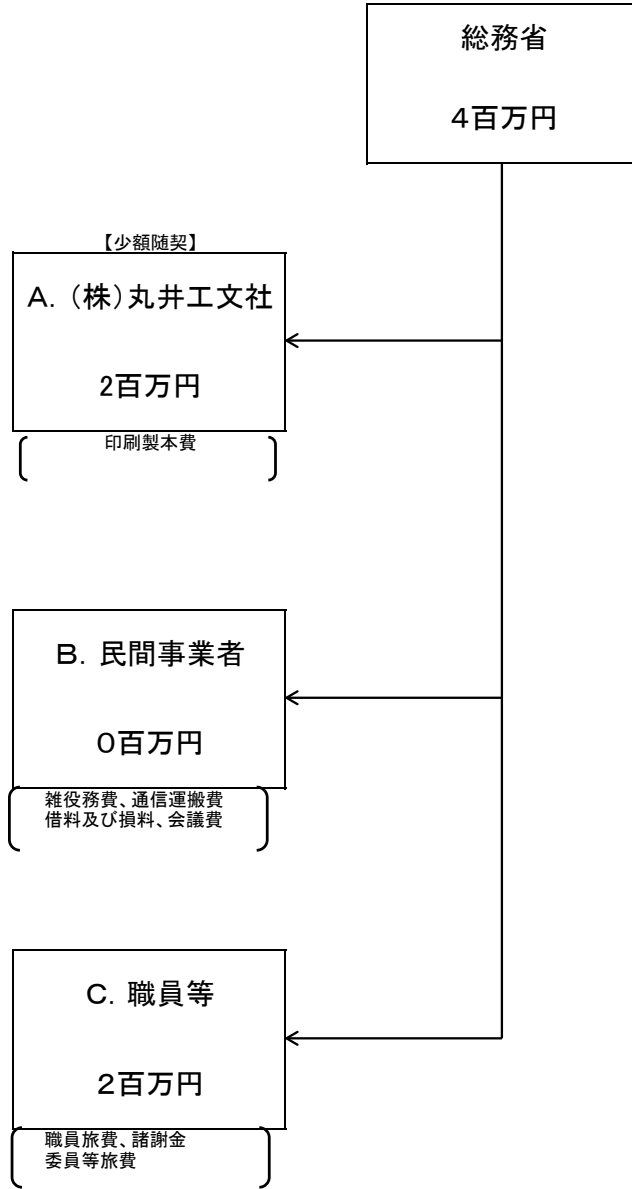 総務省
4百万円
【少額随契】
A. （株）丸井工文社
2百万円
印刷製本費
B. 民間事業者
0百万円
雑役務費、通信運搬費
借料及び損料、会議費
C. 職員等
2百万円
職員旅費、諸謝金
委員等旅費